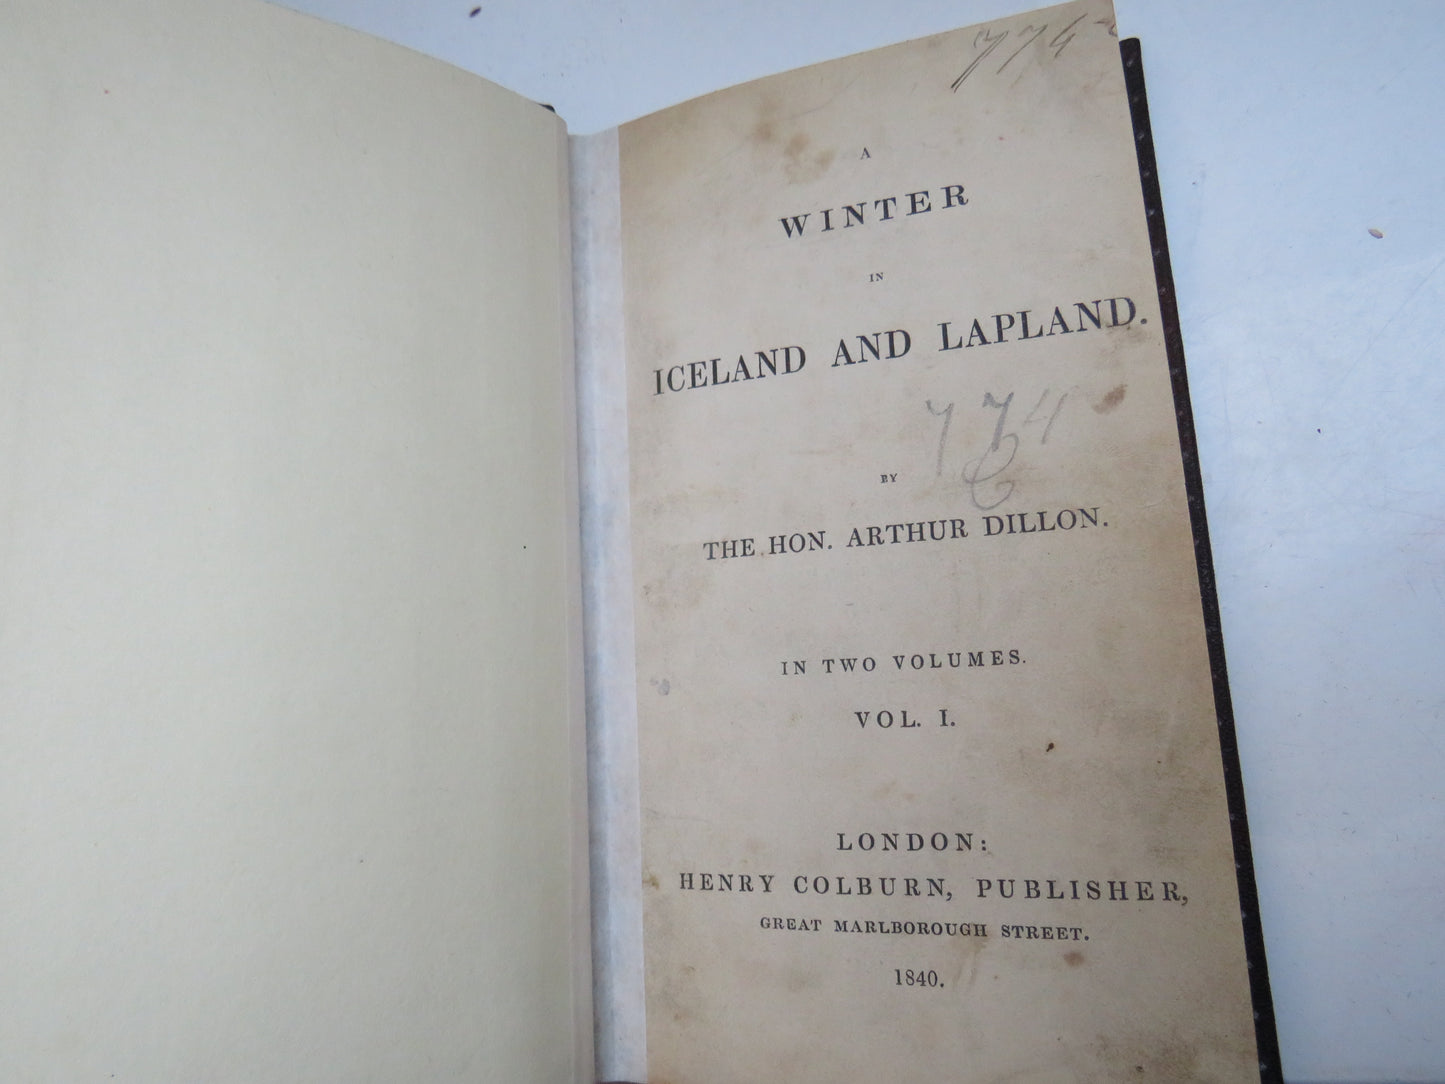 774
A
WINTER
IN
ICELAND AND LAPLAND.
774
BY
THE HON. ARTHUR DILLON.
IN TWO VOLUMES.
VOL. I.
LONDON:
HENRY COLBURN, PUBLISHER,
GREAT MARLBOROUGH STREET.
1840.